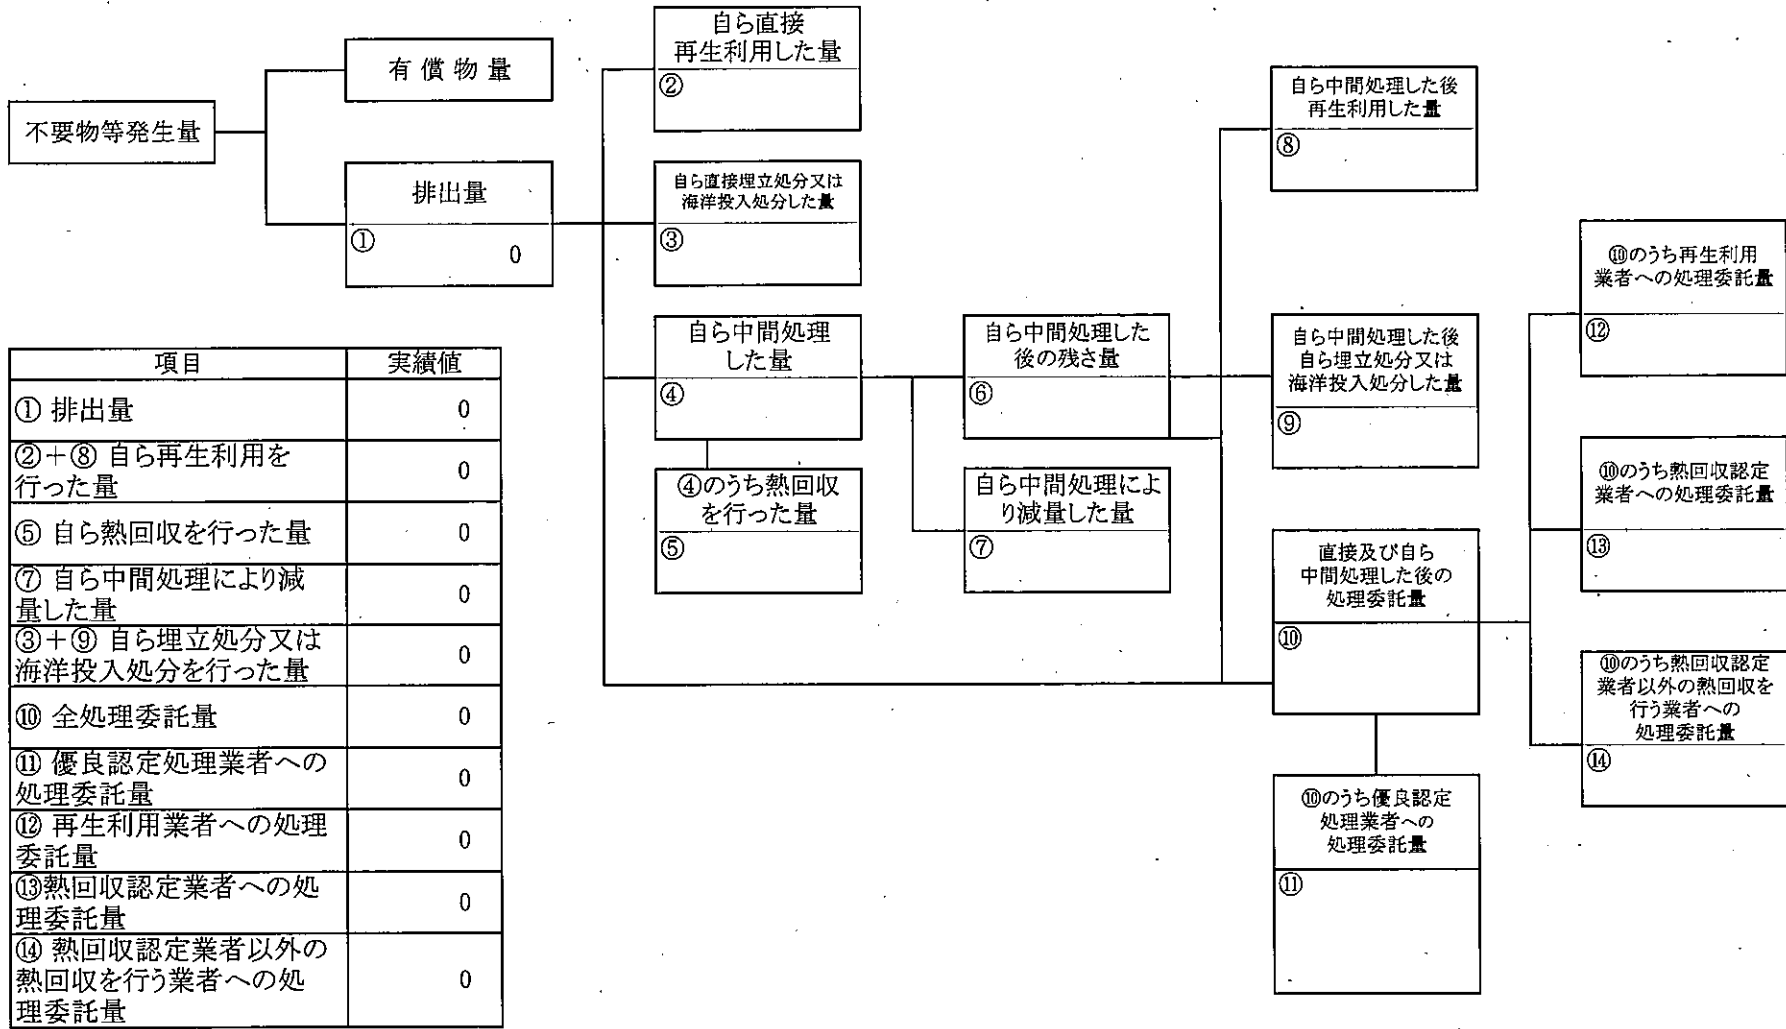 不要物等発生量
有償物量
排出量
①
0
自ら直接
再生利用した量
②
自ら直接埋立処分又は
海洋投入処分した量
③
自ら中間処理
した量
④
④のうち熱回収
を行った量
⑤
自ら中間処理した
後の残さ量
⑥
自ら中間処理によ
り減量した量
⑦
自ら中間処理した後
再生利用した量
⑧
自ら中間処理した後
自ら埋立処分又は
海洋投入処分した量
⑨
直接及び自ら
中間処理した後の
処理委託量
⑩
⑩のうち優良認定
処理業者への
処理委託量
⑪
⑩のうち再生利用
業者への処理委託量
⑫
⑩のうち熱回収認定
業者への処理委託量
⑬
⑩のうち熱回収認定
業者以外の熱回収を
行う業者への
処理委託量
⑭
項目 実績値
① 排出量 0
②+⑧ 自ら再生利用を
行った量 0
⑤ 自ら熱回収を行った量 0
⑦ 自ら中間処理により減
量した量 0
③+⑨ 自ら埋立処分又は
海洋投入処分を行った量 0
⑩ 全処理委託量 0
⑪ 優良認定処理業者への
処理委託量 0
⑫ 再生利用業者への処理
委託量 0
⑬熱回収認定業者への処
理委託量 0
⑭ 熱回収認定業者以外の
熱回収を行う業者への処
理委託量 0